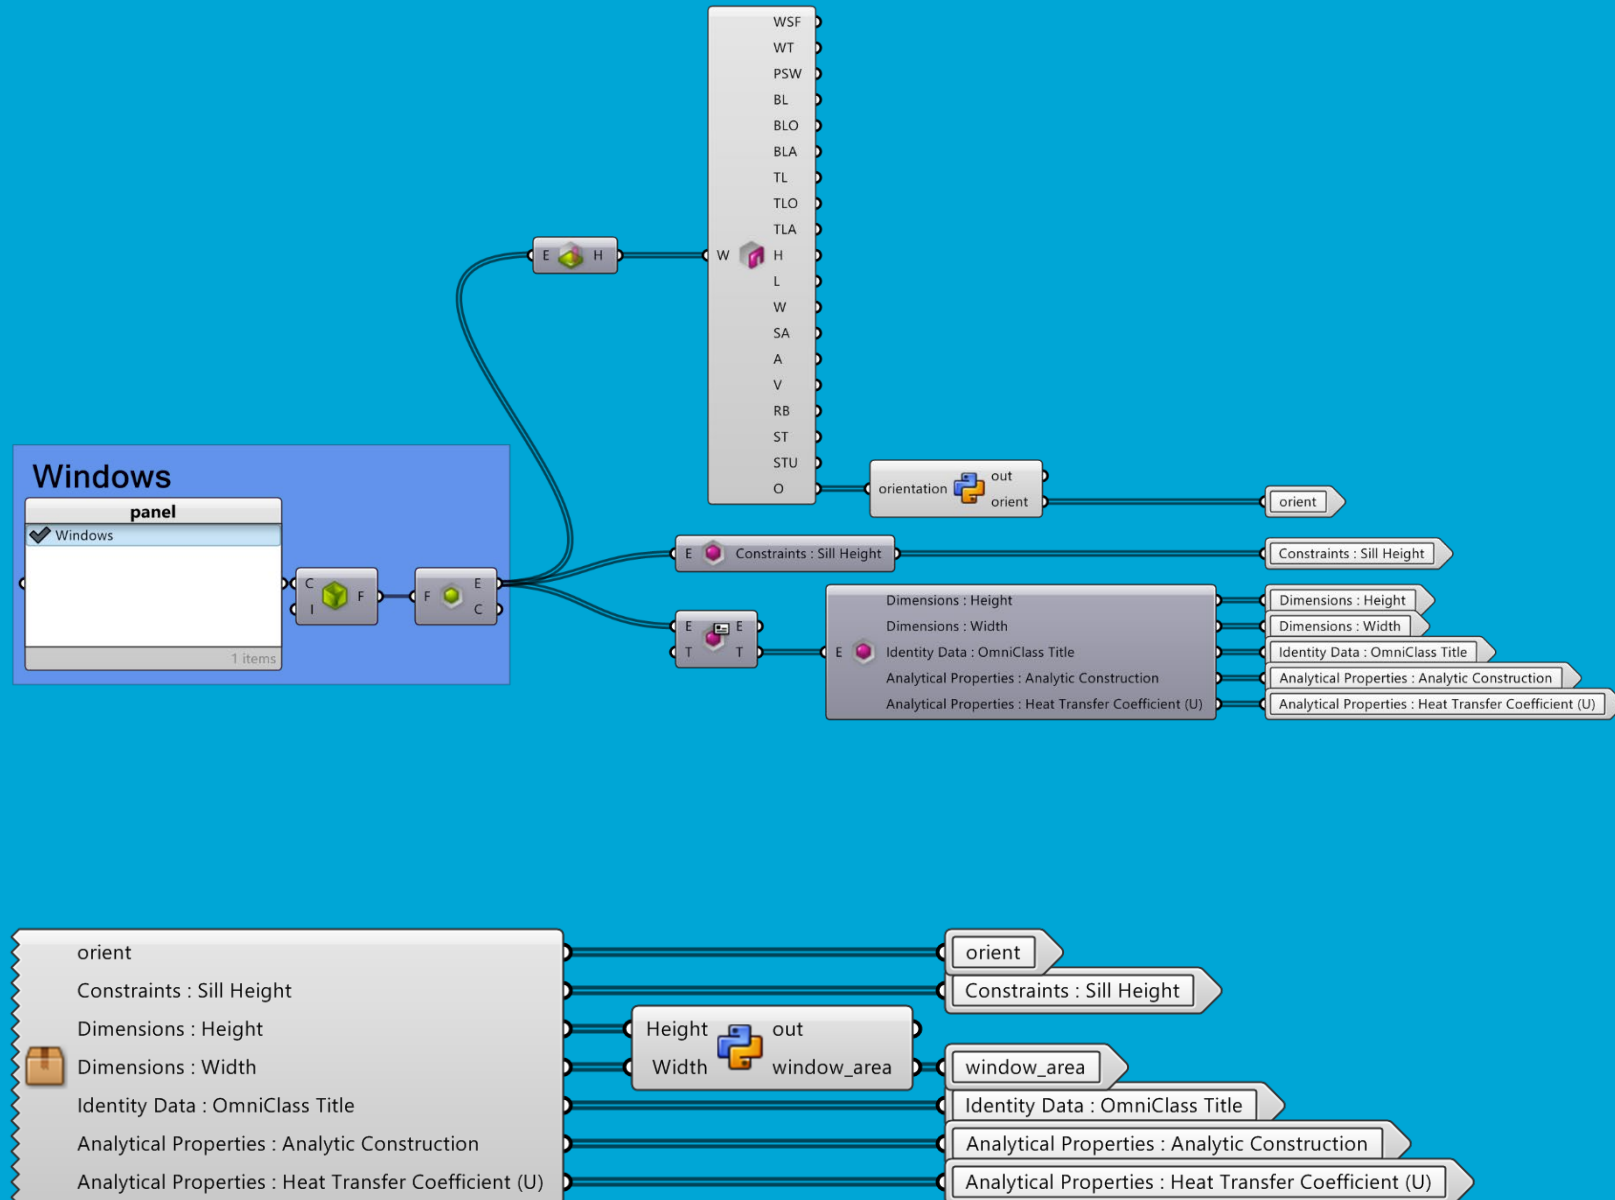 WSF
WT
PSW
BL
BLO
BLA
TL
TLO
TLA
E H
W H
L
W
SA
A
V
RB
ST
STU
O
Windows
panel
Windows
1 items
C F
I
F E
C
orientation out
orient
orient
E Constraints : Sill Height
Constraints : Sill Height
E E
T T
E
Dimensions : Height
Dimensions : Width
Identity Data : OmniClass Title
Analytical Properties : Analytic Construction
Analytical Properties : Heat Transfer Coefficient (U)
Dimensions : Height
Dimensions : Width
Identity Data : OmniClass Title
Analytical Properties : Analytic Construction
Analytical Properties : Heat Transfer Coefficient (U)
orient
Constraints : Sill Height
Dimensions : Height
Dimensions : Width
Identity Data : OmniClass Title
Analytical Properties : Analytic Construction
Analytical Properties : Heat Transfer Coefficient (U)
Height out
Width window_area
orient
Constraints : Sill Height
window_area
Identity Data : OmniClass Title
Analytical Properties : Analytic Construction
Analytical Properties : Heat Transfer Coefficient (U)